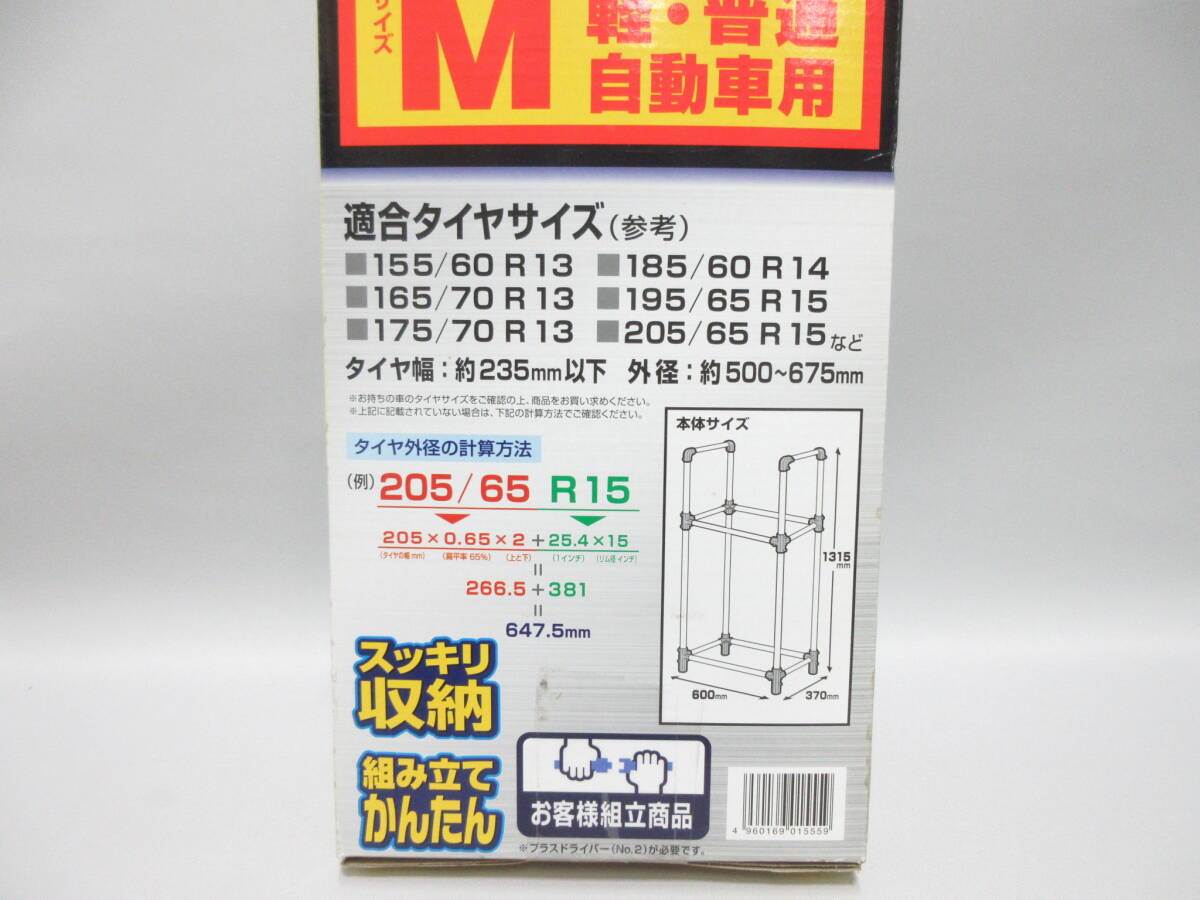 サイズ
M
軽・普通
自動車用
適合タイヤサイズ(参考)
■155/60 R 13 ■185/60 R 14
■165/70 R 13 ■195/65 R 15
■175/70 R 13 ■205/65 R 15など
タイヤ幅:約235mm以下 外径:約500~675mm
※お持ちの車のタイヤサイズをご確認の上、商品をお買い求めください。
※上記に記載されていない場合は、下記の計算方法でご確認ください。
タイヤ外径の計算方法
(例) 205/65 R15
205×0.65×2+25.4×15
(タイヤの幅mm) (扁平率65%) (上と下) (1インチ) (リム径インチ)
=
266.5+381
=
647.5mm
本体サイズ
1315
mm
600mm
370mm
スッキリ
収納
組み立て
かんたん
お客様組立商品
※プラスドライバー(No.2)が必要です。
4 960169 015559